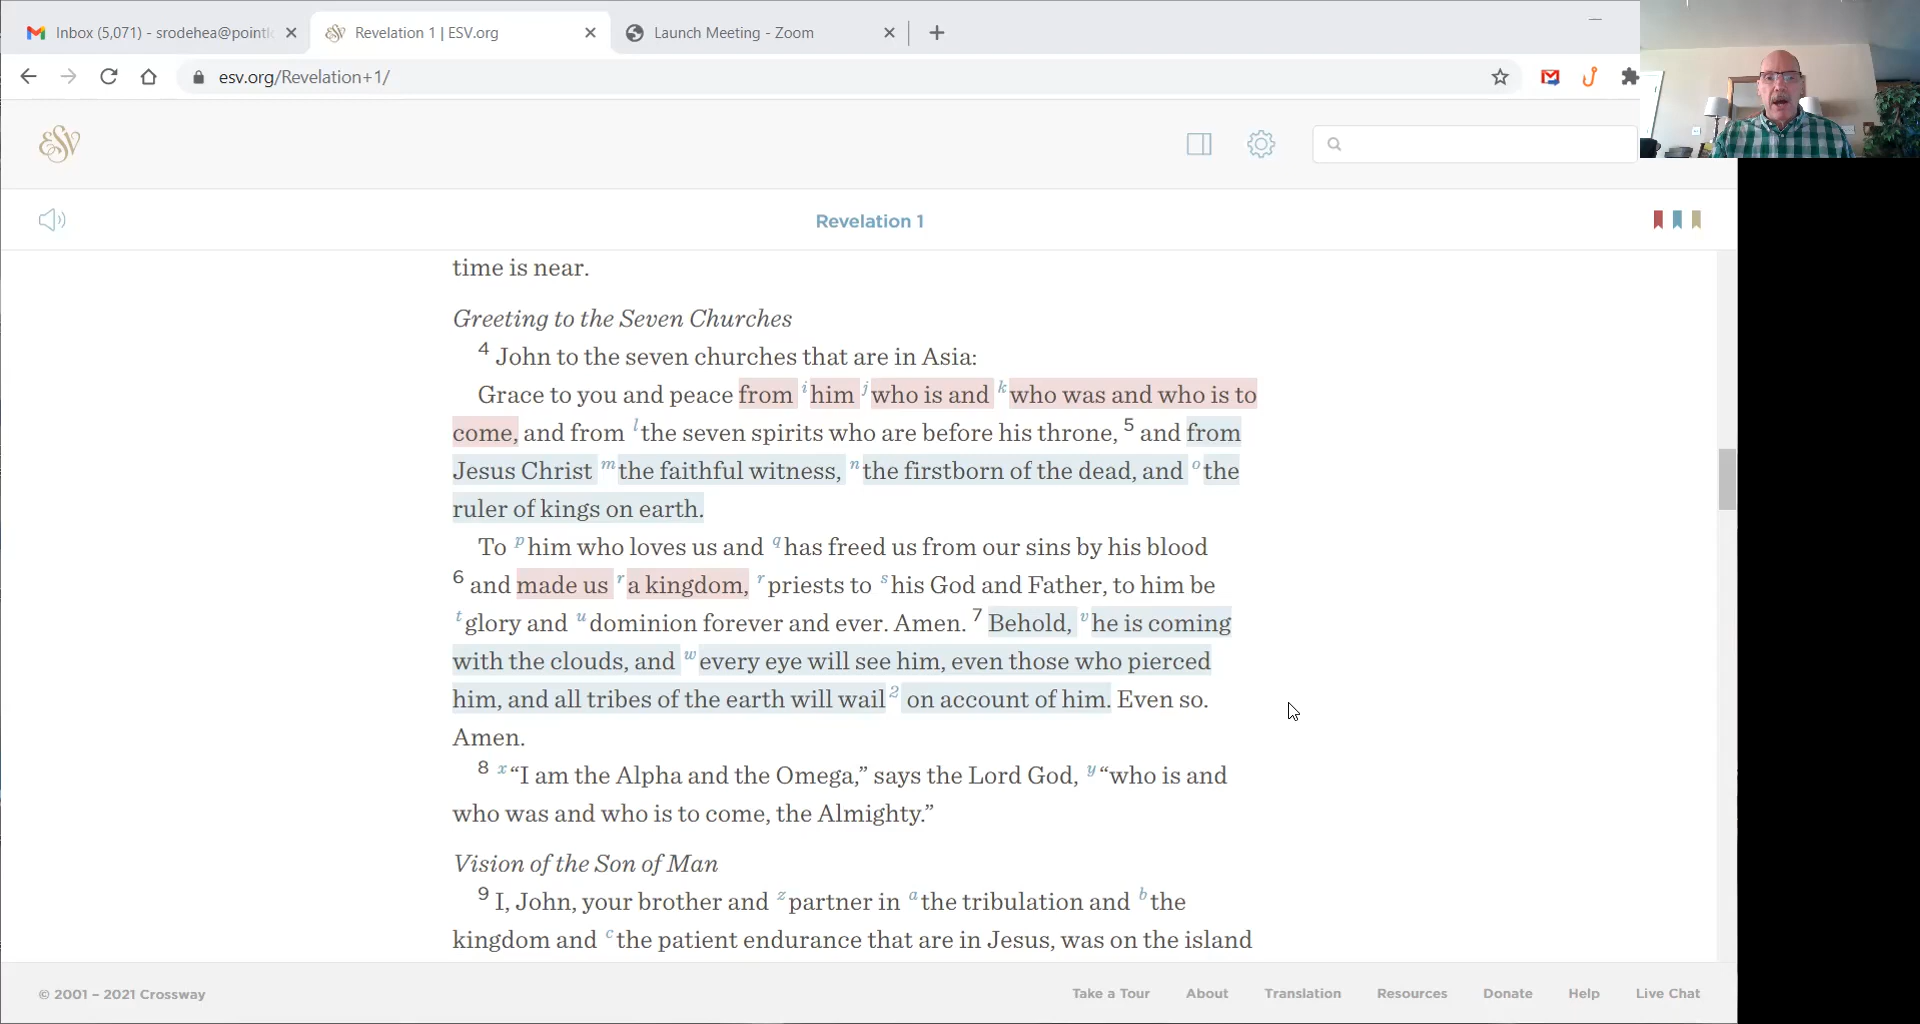 Inbox (5,071) - srodehea@pointl
Revelation 1 | ESV.org
Launch Meeting - Zoom
esv.org/Revelation+1/
ESV
Revelation 1
time is near.
Greeting to the Seven Churches
4 John to the seven churches that are in Asia:
Grace to you and peace from i him j who is and k who was and who is to
come, and from l the seven spirits who are before his throne, 5 and from
Jesus Christ m the faithful witness, n the firstborn of the dead, and o the
ruler of kings on earth.
To p him who loves us and q has freed us from our sins by his blood
6 and made us r a kingdom, r priests to s his God and Father, to him be
t glory and u dominion forever and ever. Amen. 7 Behold, v he is coming
with the clouds, and w every eye will see him, even those who pierced
him, and all tribes of the earth will wail 2 on account of him. Even so.
Amen.
8 x “I am the Alpha and the Omega,” says the Lord God, y “who is and
who was and who is to come, the Almighty.”
Vision of the Son of Man
9 I, John, your brother and z partner in a the tribulation and b the
kingdom and c the patient endurance that are in Jesus, was on the island
© 2001 – 2021 Crossway
Take a Tour
About
Translation
Resources
Donate
Help
Live Chat